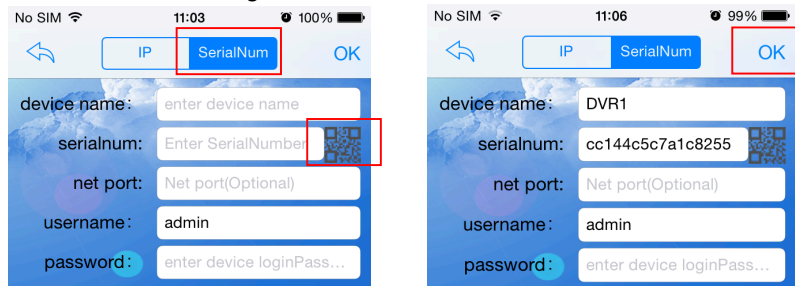 No SIM 11:03 100%
IP SerialNum OK
device name: enter device name
serialnum: Enter SerialNumber
net port: Net port(Optional)
username: admin
password: enter device loginPass...
No SIM 11:06 99%
IP SerialNum OK
device name: DVR1
serialnum: cc144c5c7a1c8255
net port: Net port(Optional)
username: admin
password: enter device loginPass...